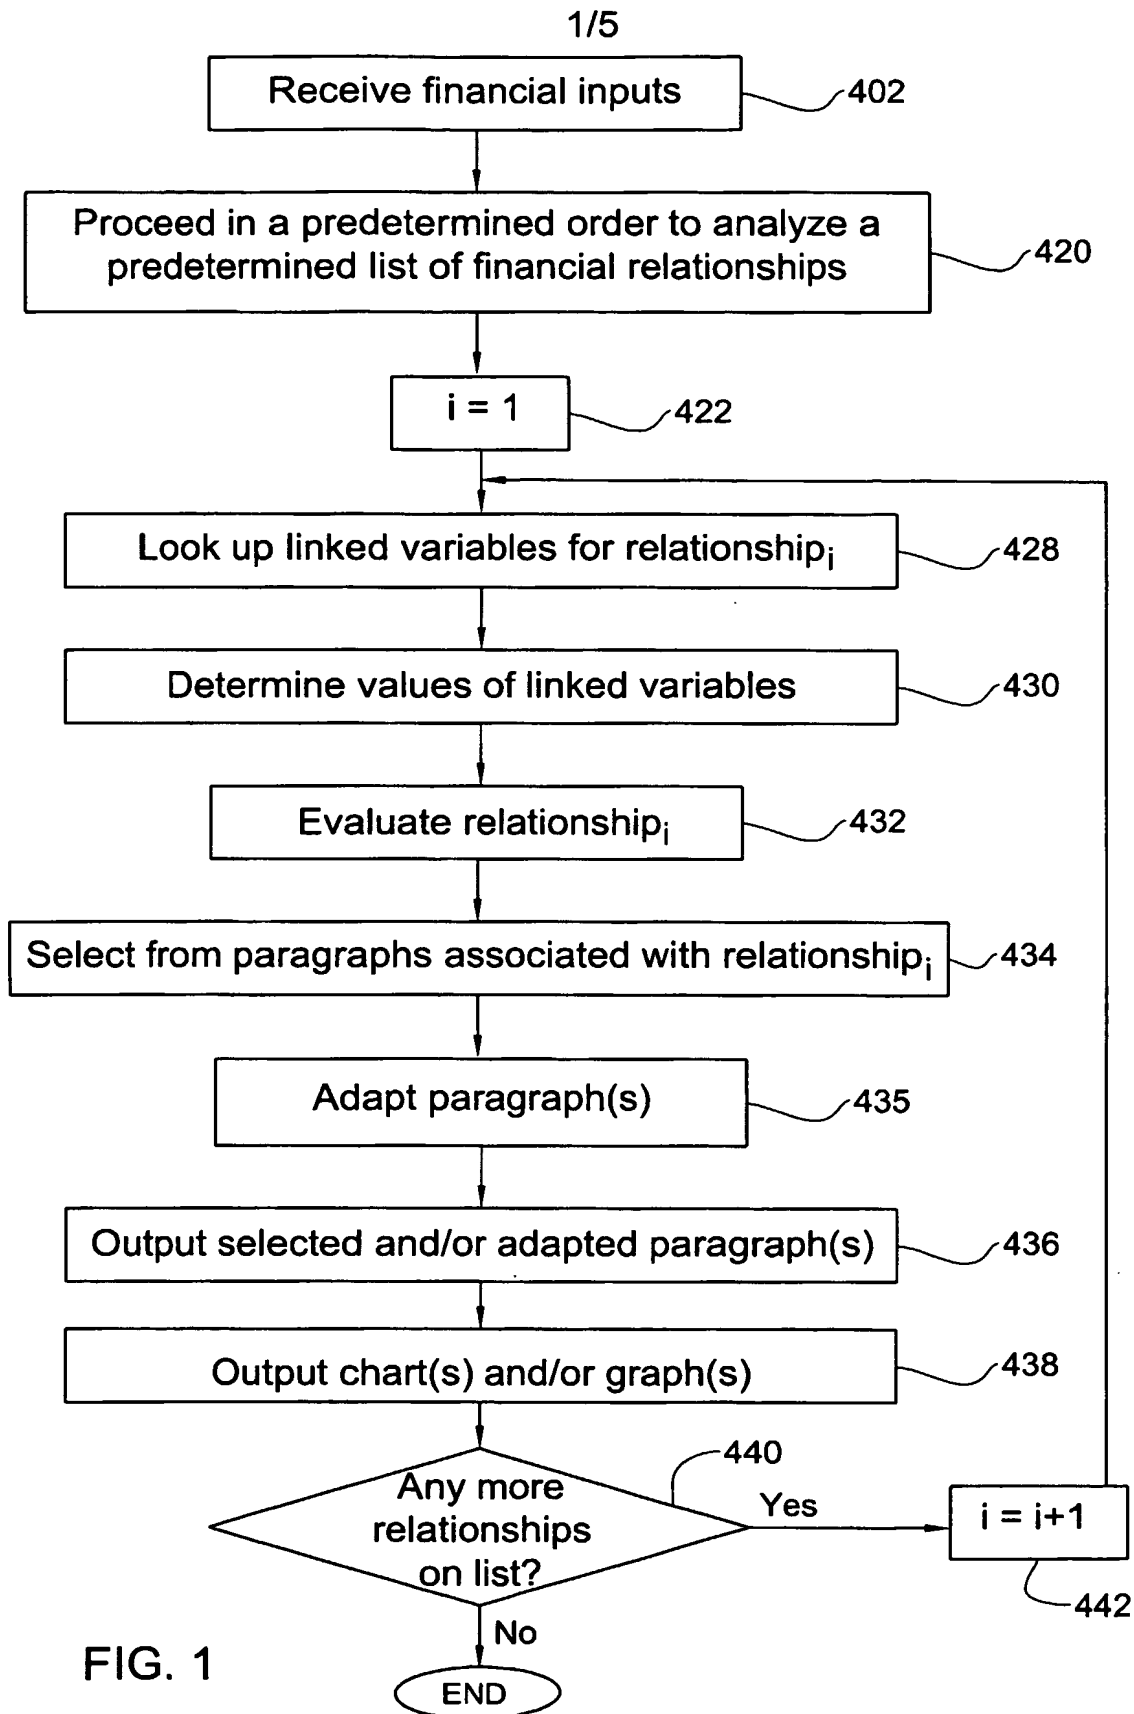 1/5
Receive financial inputs
402
Proceed in a predetermined order to analyze a
predetermined list of financial relationships
420
i = 1
422
Look up linked variables for relationshipi
428
Determine values of linked variables
430
Evaluate relationshipi
432
Select from paragraphs associated with relationshipi
434
Adapt paragraph(s)
435
Output selected and/or adapted paragraph(s)
436
Output chart(s) and/or graph(s)
438
440
Any more
relationships
on list?
Yes
i = i+1
442
No
FIG. 1
END